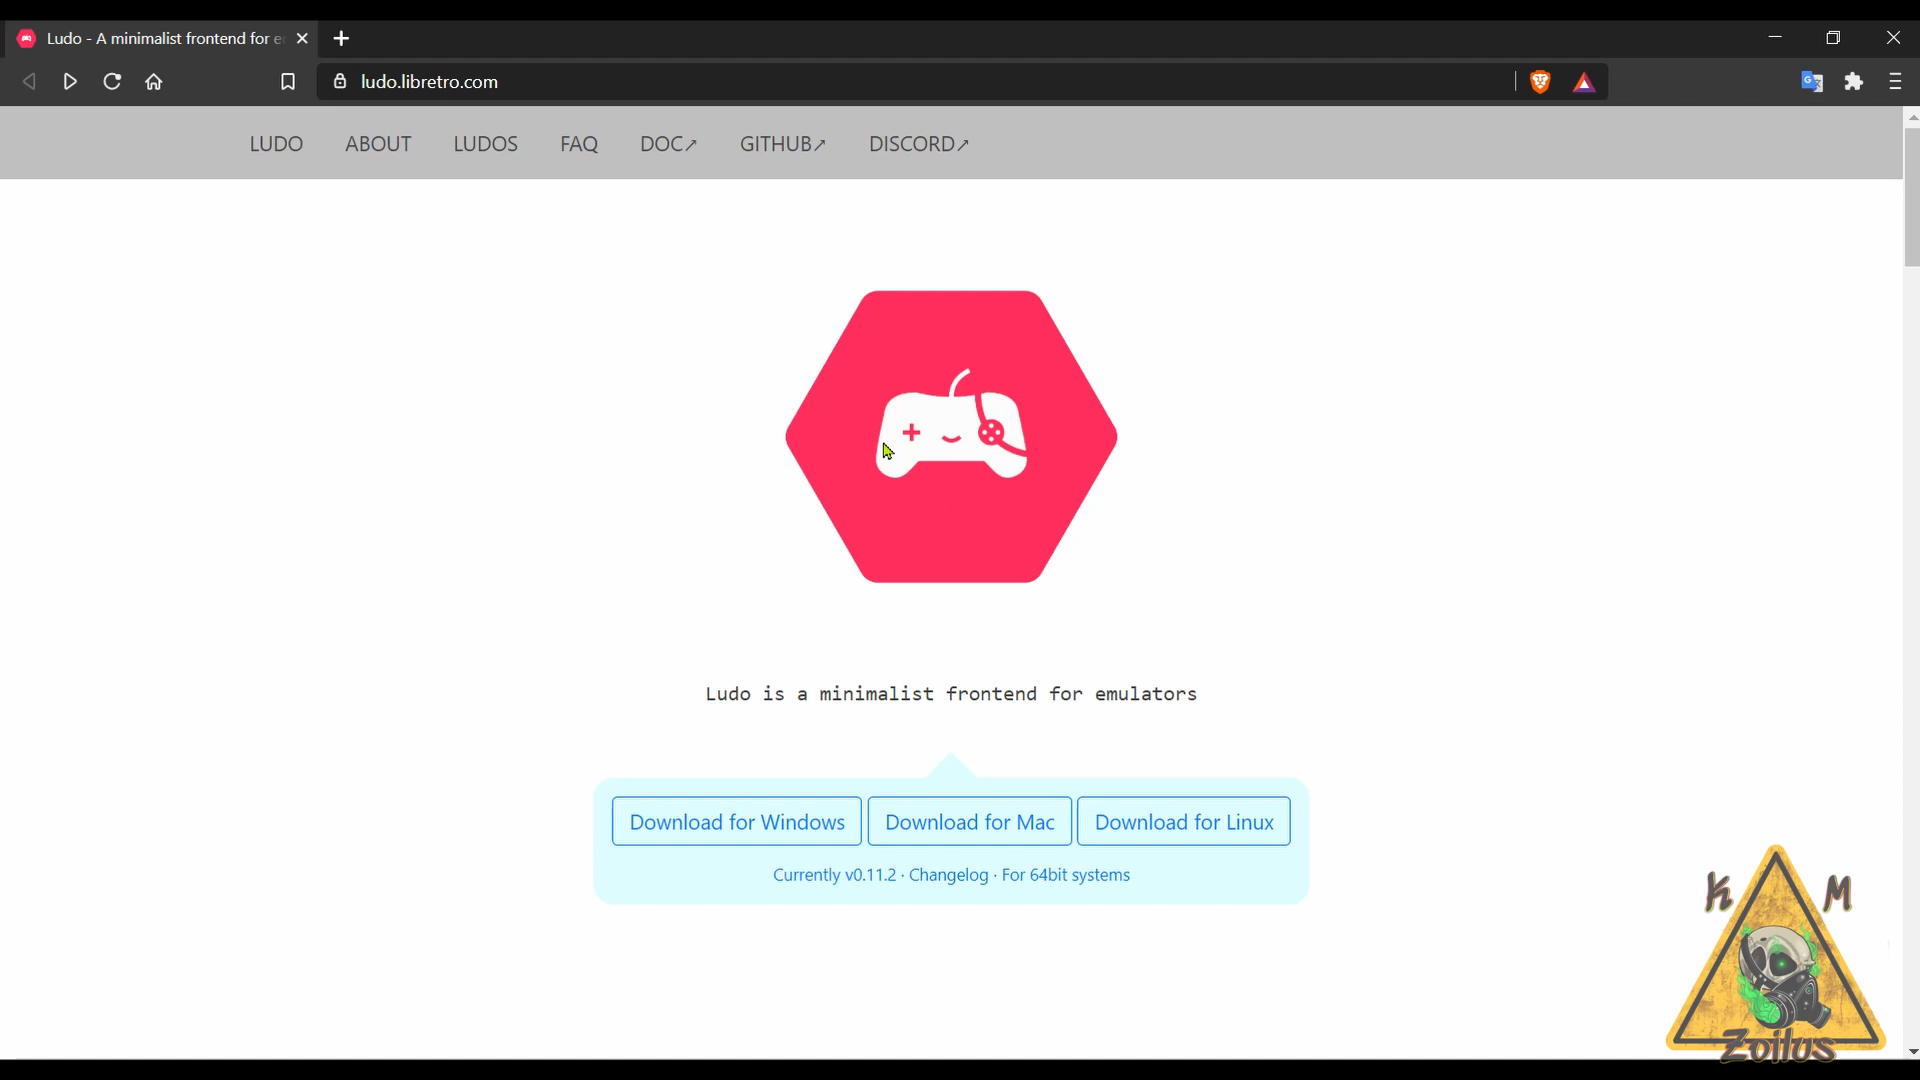 Ludo - A minimalist frontend for e
ludo.libretro.com
LUDO ABOUT LUDOS FAQ DOC↗ GITHUB↗ DISCORD↗
Ludo is a minimalist frontend for emulators
Download for Windows Download for Mac Download for Linux
Currently v0.11.2 · Changelog · For 64bit systems
K M
Zoilus